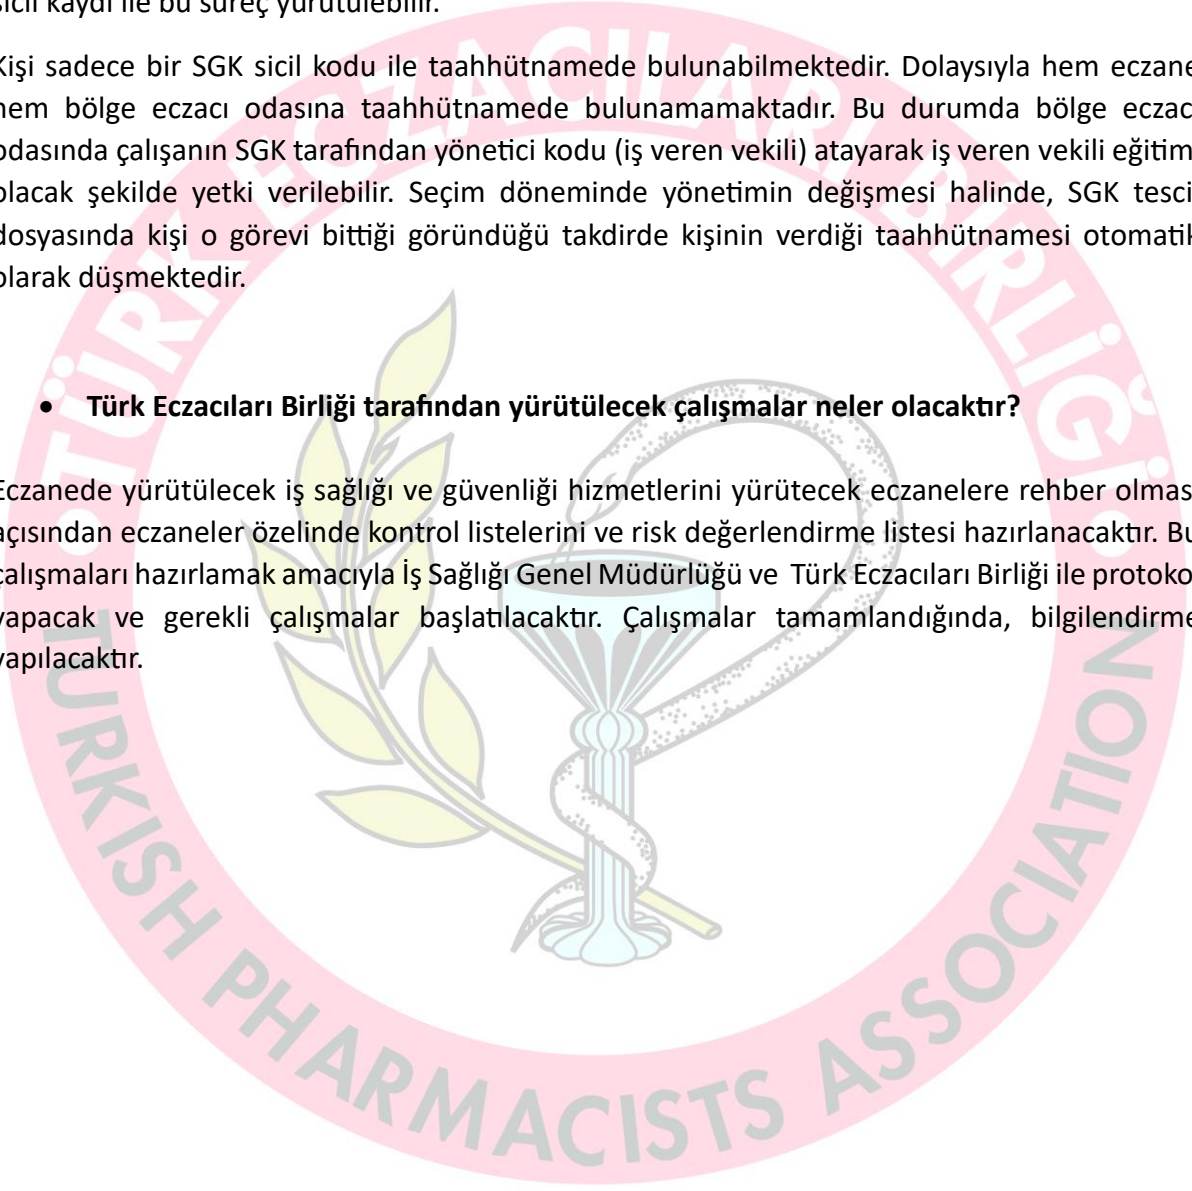 sicil kaydı ile bu süreç yürütülebilir.
Kişi sadece bir SGK sicil kodu ile taahhütnamede bulunabilmektedir. Dolaysıyla hem eczane
hem bölge eczacı odasına taahhütnamede bulunamamaktadır. Bu durumda bölge eczac
odasında çalışanın SGK tarafından yönetici kodu (iş veren vekili) atayarak iş veren vekili eğitim
olacak şekilde yetki verilebilir. Seçim döneminde yönetimin değişmesi halinde, SGK tesci
dosyasında kişi o görevi bittiği göründüğü takdirde kişinin verdiği taahhütnamesi otomatik
olarak düşmektedir.
• Türk Eczacıları Birliği tarafından yürütülecek çalışmalar neler olacaktır?
Eczanede yürütülecek iş sağlığı ve güvenliği hizmetlerini yürütecek eczanelere rehber olmas
açısından eczaneler özelinde kontrol listelerini ve risk değerlendirme listesi hazırlanacaktır. Bu
çalışmaları hazırlamak amacıyla İş Sağlığı Genel Müdürlüğü ve Türk Eczacıları Birliği ile protoko
yapacak ve gerekli çalışmalar başlatılacaktır. Çalışmalar tamamlandığında, bilgilendirme
yapılacaktır.
TÜRK ECZACILARI BİRLİĞİ
TURKISH PHARMACISTS ASSOCIATION